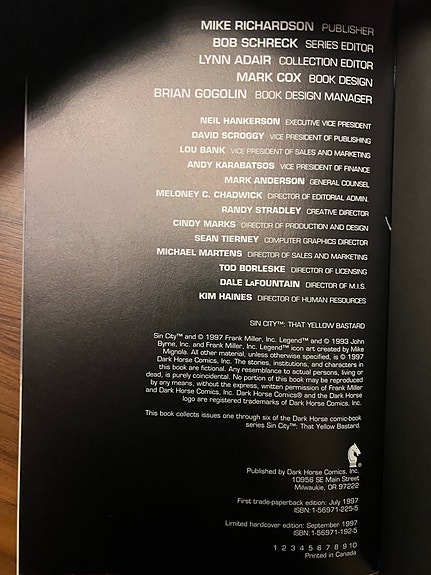 MIKE RICHARDSON PUBLISHER
BOB SCHRECK SERIES EDITOR
LYNN ADAIR COLLECTION EDITOR
MARK COX BOOK DESIGN
BRIAN GOGOLIN BOOK DESIGN MANAGER
NEIL HANKERSON EXECUTIVE VICE PRESIDENT
DAVID SCROGGY VICE PRESIDENT OF PUBLISHING
LOU BANK VICE PRESIDENT OF SALES AND MARKETING
ANDY KARABATSOS VICE PRESIDENT OF FINANCE
MARK ANDERSON GENERAL COUNSEL
MELONEY C. CHADWICK DIRECTOR OF EDITORIAL ADMIN.
RANDY STRADLEY CREATIVE DIRECTOR
CINDY MARKS DIRECTOR OF PRODUCTION AND DESIGN
SEAN TIERNEY COMPUTER GRAPHICS DIRECTOR
MICHAEL MARTENS DIRECTOR OF SALES AND MARKETING
TOD BORLESKE DIRECTOR OF LICENSING
DALE LaFOUNTAIN DIRECTOR OF M.I.S.
KIM HAINES DIRECTOR OF HUMAN RESOURCES
SIN CITY™: THAT YELLOW BASTARD
Sin City™ and © 1997 Frank Miller, Inc. Legend™ and © 1993 John
Byrne, Inc. and Frank Miller, Inc. Legend™ icon art created by Mike
Mignola. All other material, unless otherwise specified, is © 1997
Dark Horse Comics, Inc. The stories, institutions, and characters in
this book are fictional. Any resemblance to actual persons, living or
dead, is purely coincidental. No portion of this book may be reproduced
by any means, without the express, written permission of Frank Miller
and Dark Horse Comics, Inc. Dark Horse Comics® and the Dark Horse
logo are registered trademarks of Dark Horse Comics, Inc.
This book collects issues one through six of the Dark Horse comic-book
series Sin City™: That Yellow Bastard.
Published by Dark Horse Comics, Inc.
10956 SE Main Street
Milwaukie, OR 97222
First trade-paperback edition: July 1997
ISBN: 1-56971-225-5
Limited hardcover edition: September 1997
ISBN: 1-56971-192-5
1 2 3 4 5 6 7 8 9 10
Printed in Canada